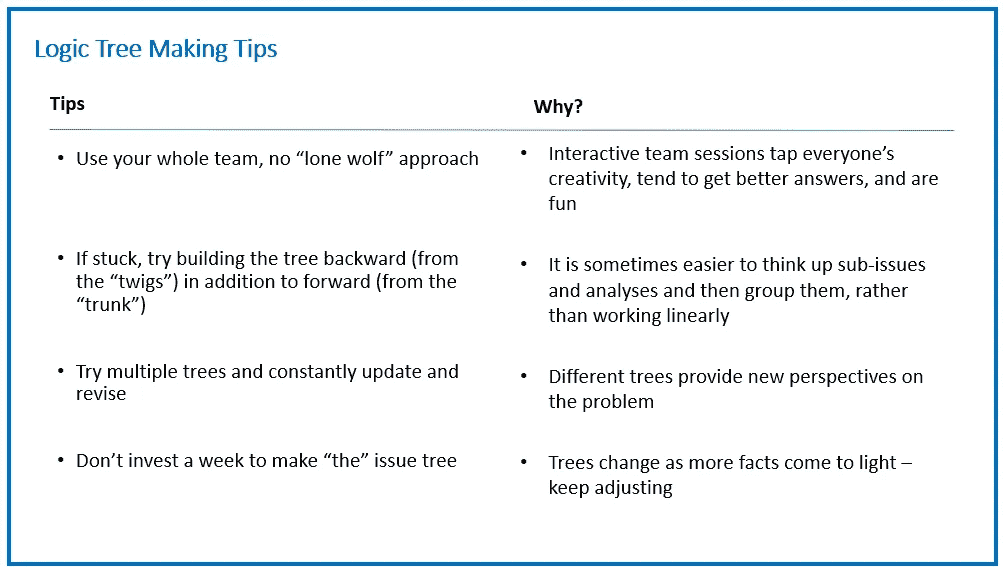 Logic Tree Making Tips
Tips
Why?
• Use your whole team, no “lone wolf” approach
• Interactive team sessions tap everyone’s
creativity, tend to get better answers, and are
fun
• If stuck, try building the tree backward (from
the “twigs”) in addition to forward (from the
“trunk”)
• It is sometimes easier to think up sub-issues
and analyses and then group them, rather
than working linearly
• Try multiple trees and constantly update and
revise
• Different trees provide new perspectives on
the problem
• Don’t invest a week to make “the” issue tree
• Trees change as more facts come to light –
keep adjusting